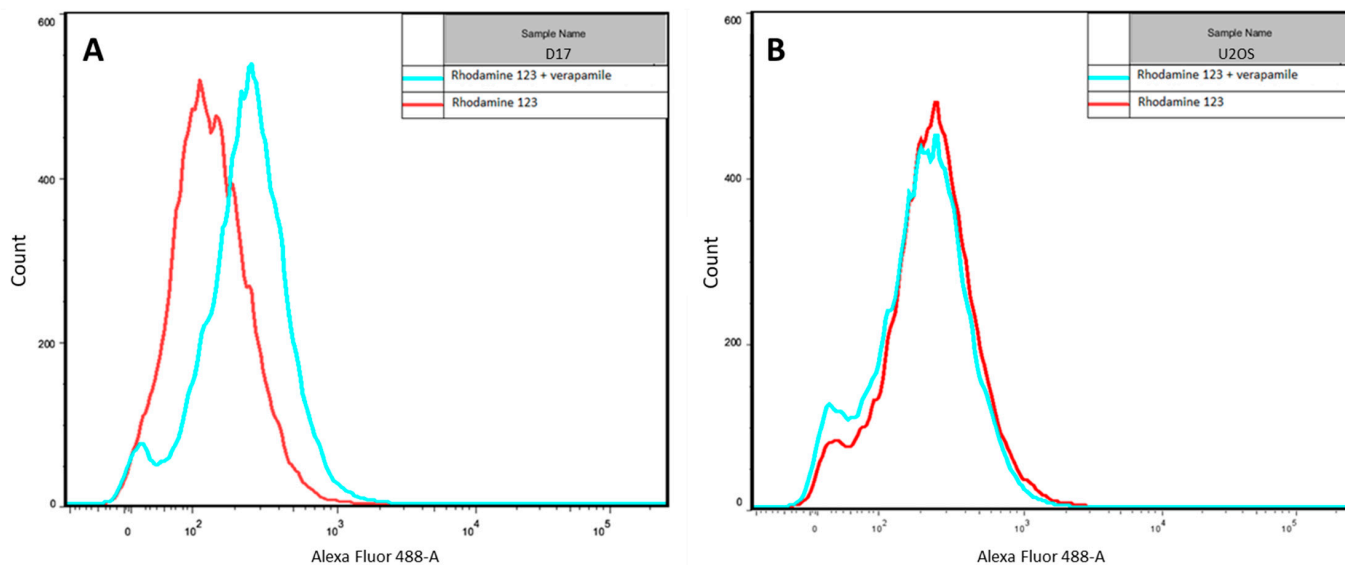 A
Sample Name
D17
Rhodamine 123 + verapamile
Rhodamine 123
600
400
200
0
Count
0 10² 10³ 10⁴ 10⁵
Alexa Fluor 488-A
B
Sample Name
U2OS
Rhodamine 123 + verapamile
Rhodamine 123
600
400
200
0
Count
0 10² 10³ 10⁴ 10⁵
Alexa Fluor 488-A